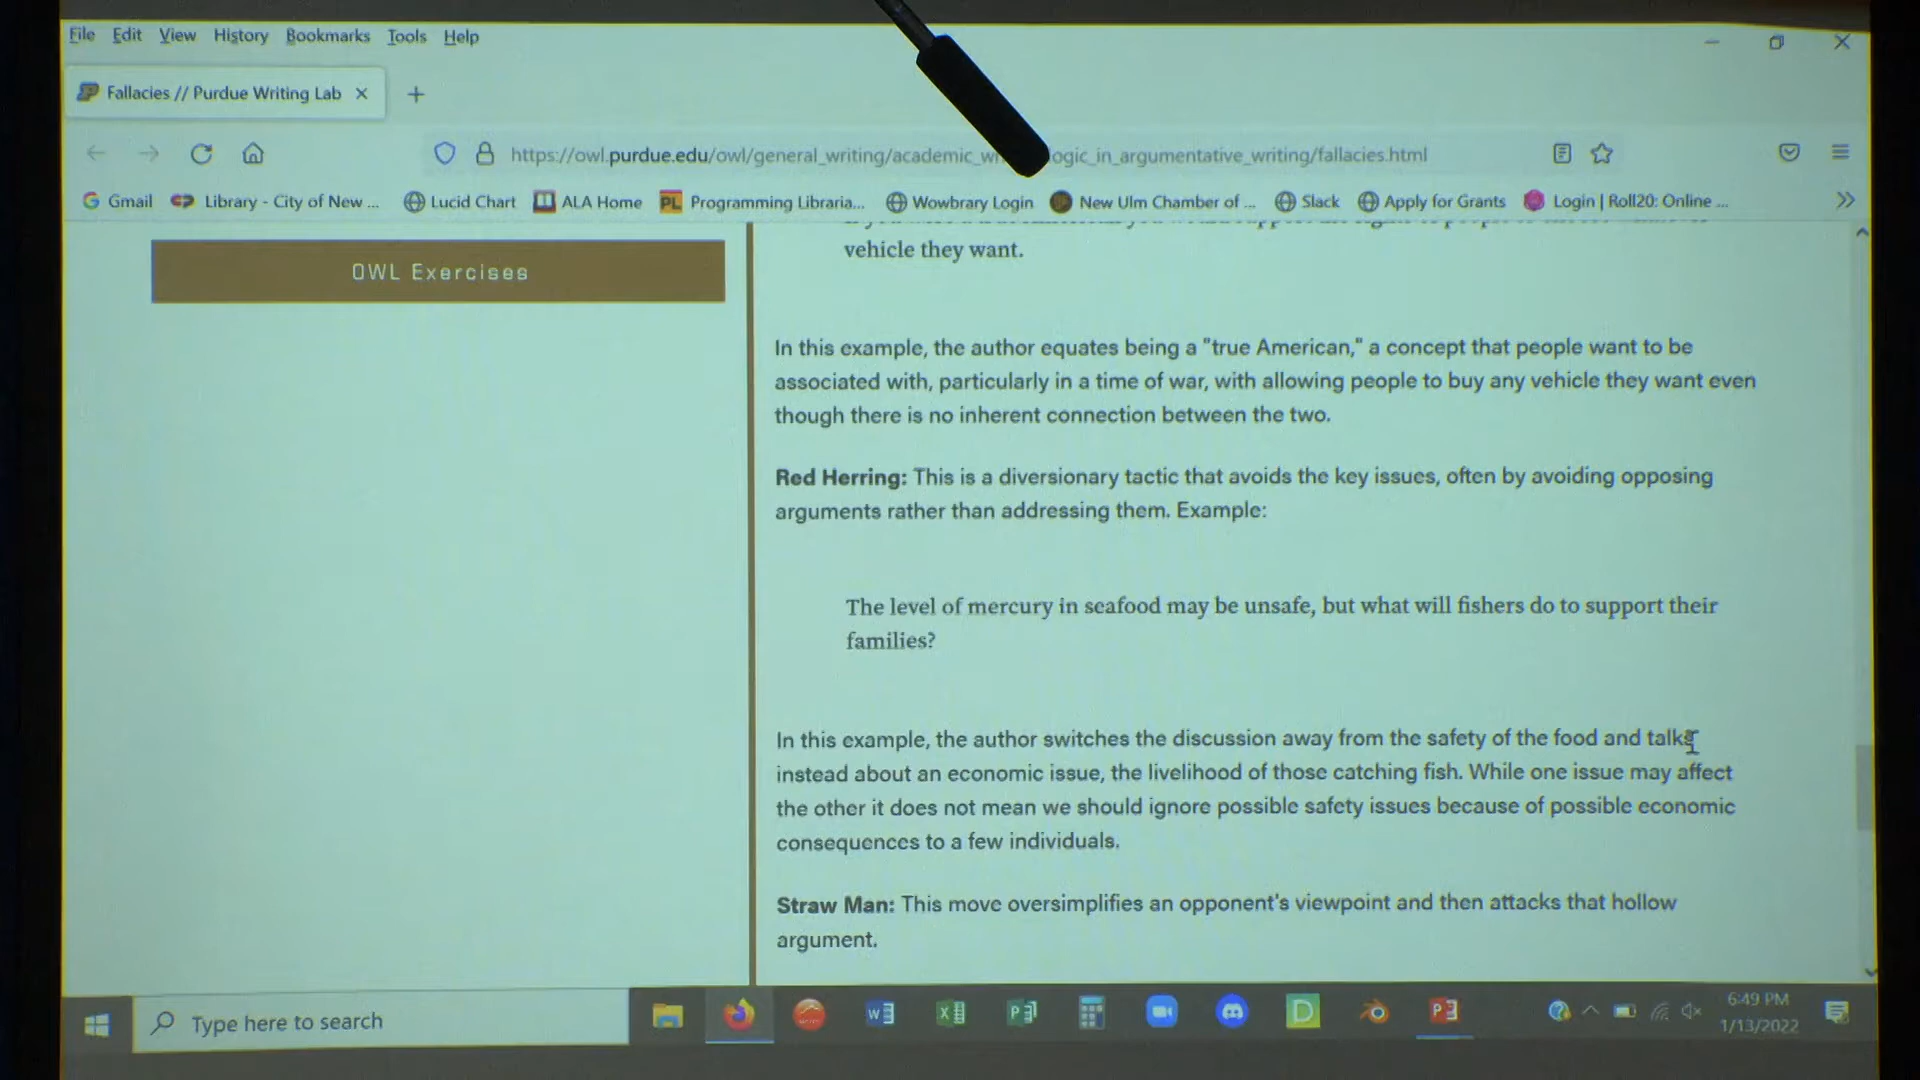 File Edit View History Bookmarks Tools Help
Fallacies // Purdue Writing Lab
https://owl.purdue.edu/owl/general_writing/academic_w logic_in_argumentative_writing/fallacies.html
Gmail Library - City of New ... Lucid Chart ALA Home PL Programming Libraria... Wowbrary Login New Ulm Chamber of ... Slack Apply for Grants Login | Roll20: Online ...
OWL Exercises
vehicle they want.
In this example, the author equates being a "true American," a concept that people want to be
associated with, particularly in a time of war, with allowing people to buy any vehicle they want even
though there is no inherent connection between the two.
Red Herring: This is a diversionary tactic that avoids the key issues, often by avoiding opposing
arguments rather than addressing them. Example:
The level of mercury in seafood may be unsafe, but what will fishers do to support their
families?
In this example, the author switches the discussion away from the safety of the food and talks
instead about an economic issue, the livelihood of those catching fish. While one issue may affect
the other it does not mean we should ignore possible safety issues because of possible economic
consequences to a few individuals.
Straw Man: This move oversimplifies an opponent's viewpoint and then attacks that hollow
argument.
Type here to search
6:49 PM
1/13/2022